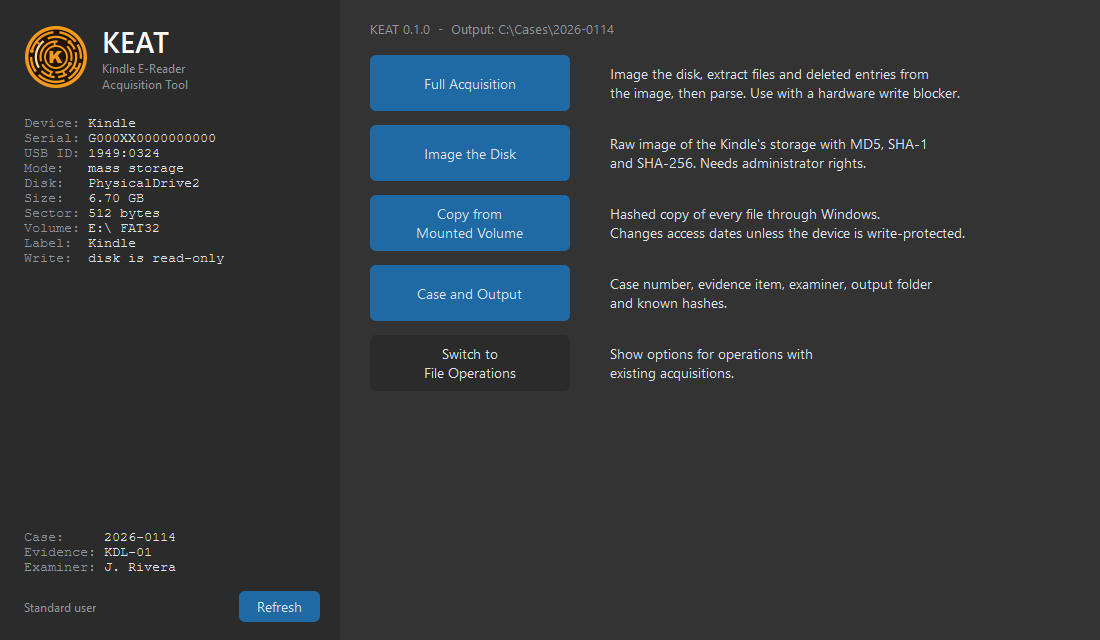 K
KEAT
Kindle E-Reader
Acquisition Tool
Device: Kindle
Serial: G000XX0000000000
USB ID: 1949:0324
Mode: mass storage
Disk: PhysicalDrive2
Size: 6.70 GB
Sector: 512 bytes
Volume: E:\ FAT32
Label: Kindle
Write: disk is read-only
Case: 2026-0114
Evidence: KDL-01
Examiner: J. Rivera
Standard user
Refresh
KEAT 0.1.0 - Output: C:\Cases\2026-0114
Full Acquisition
Image the disk, extract files and deleted entries from
the image, then parse. Use with a hardware write blocker.
Image the Disk
Raw image of the Kindle's storage with MD5, SHA-1
and SHA-256. Needs administrator rights.
Copy from
Mounted Volume
Hashed copy of every file through Windows.
Changes access dates unless the device is write-protected.
Case and Output
Case number, evidence item, examiner, output folder
and known hashes.
Switch to
File Operations
Show options for operations with
existing acquisitions.